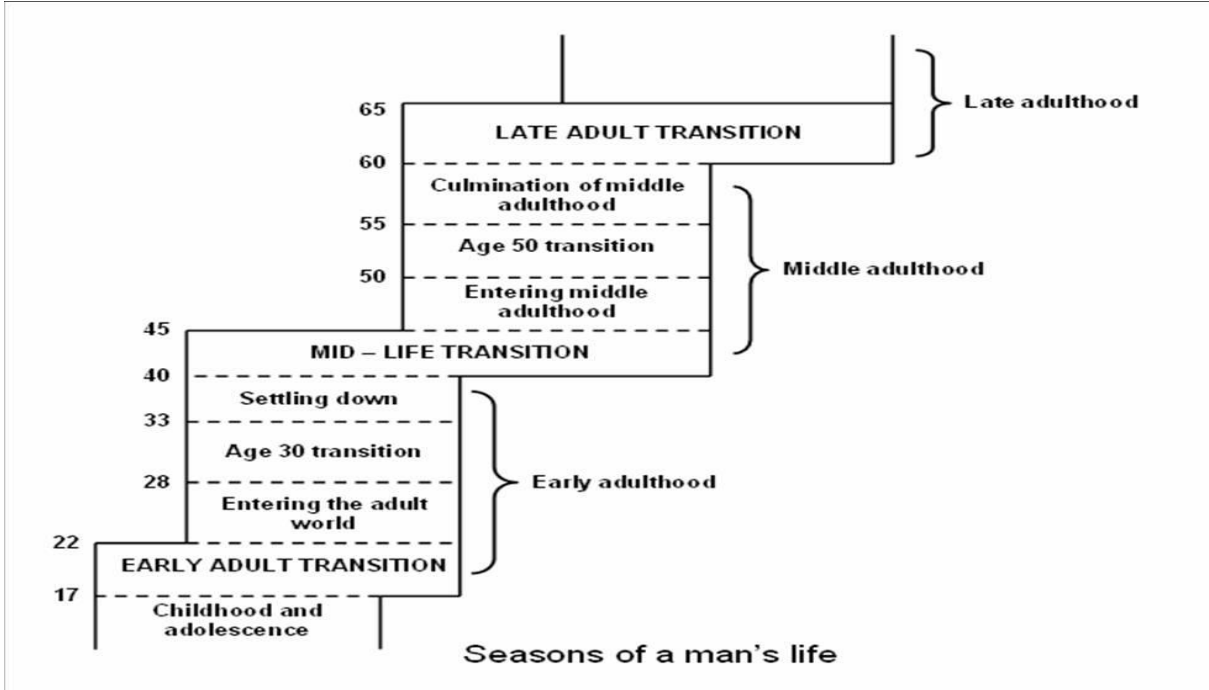 65
Late adulthood
LATE ADULT TRANSITION
60
Culmination of middle
adulthood
55
Age 50 transition
Middle adulthood
50
Entering middle
adulthood
45
MID – LIFE TRANSITION
40
Settling down
33
Age 30 transition
28
Early adulthood
Entering the adult
world
22
EARLY ADULT TRANSITION
17
Childhood and
adolescence
Seasons of a man's life